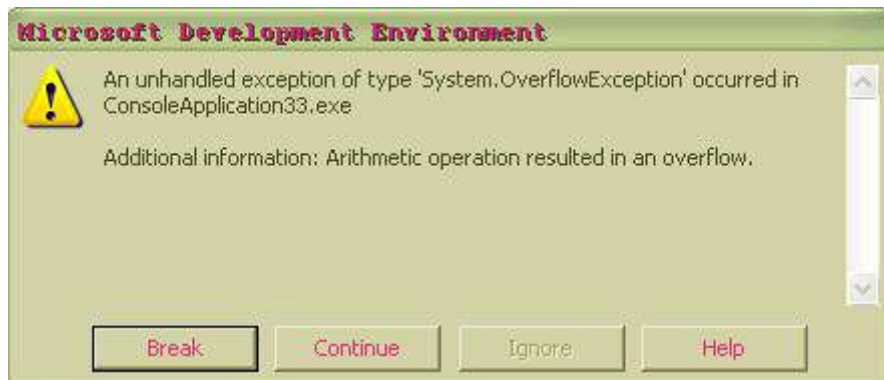 Microsoft Development Environment
An unhandled exception of type 'System.OverflowException' occurred in
ConsoleApplication33.exe
Additional information: Arithmetic operation resulted in an overflow.
Break
Continue
Ignore
Help